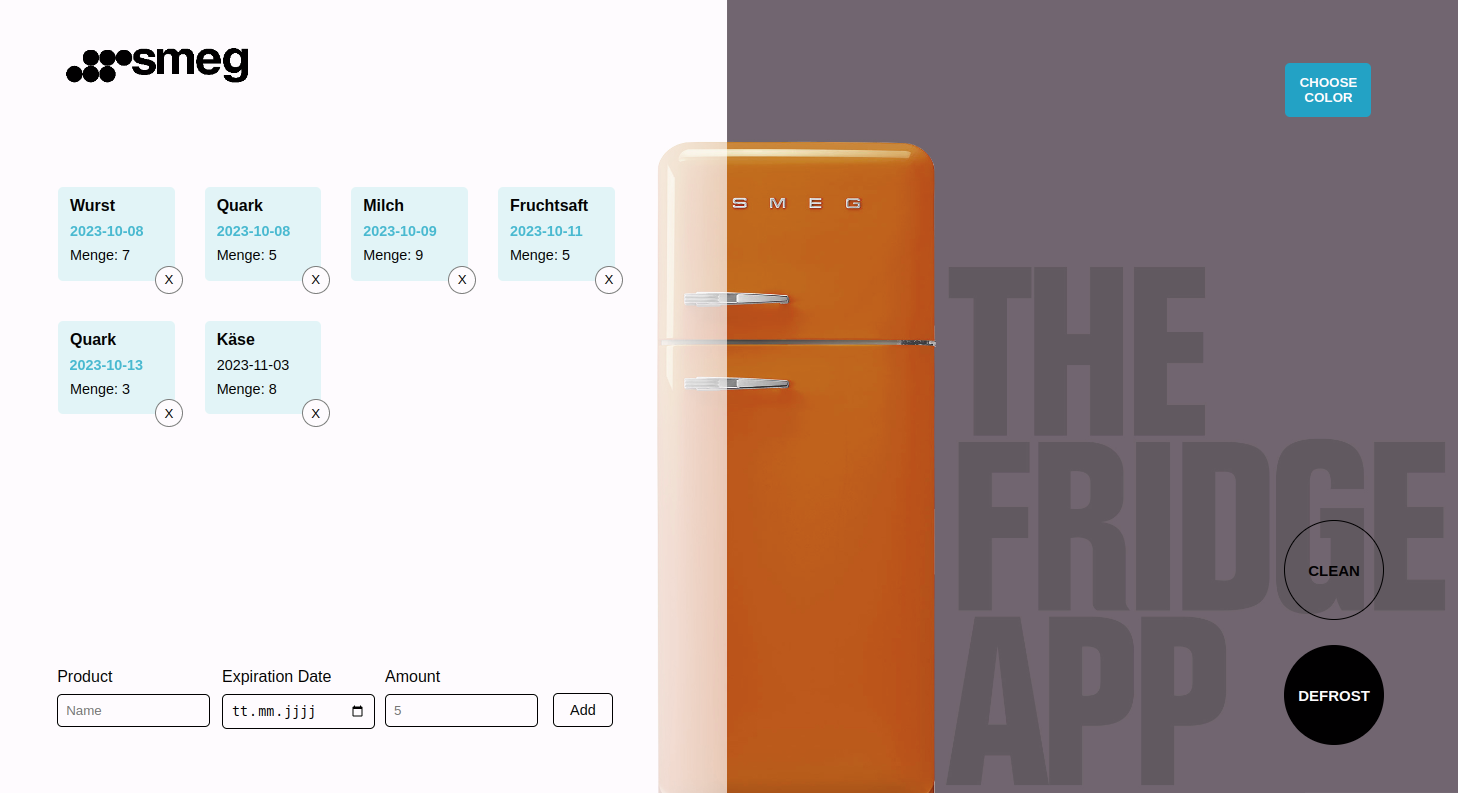 smeg
CHOOSE
COLOR
Wurst
2023-10-08
Menge: 7
X
Quark
2023-10-08
Menge: 5
X
Milch
2023-10-09
Menge: 9
X
Fruchtsaft
2023-10-11
Menge: 5
X
Quark
2023-10-13
Menge: 3
X
Käse
2023-11-03
Menge: 8
X
SMEG
THE
FRIDGE
APP
CLEAN
DEFROST
Product
Name
Expiration Date
tt.mm.jjjj
Amount
5
Add